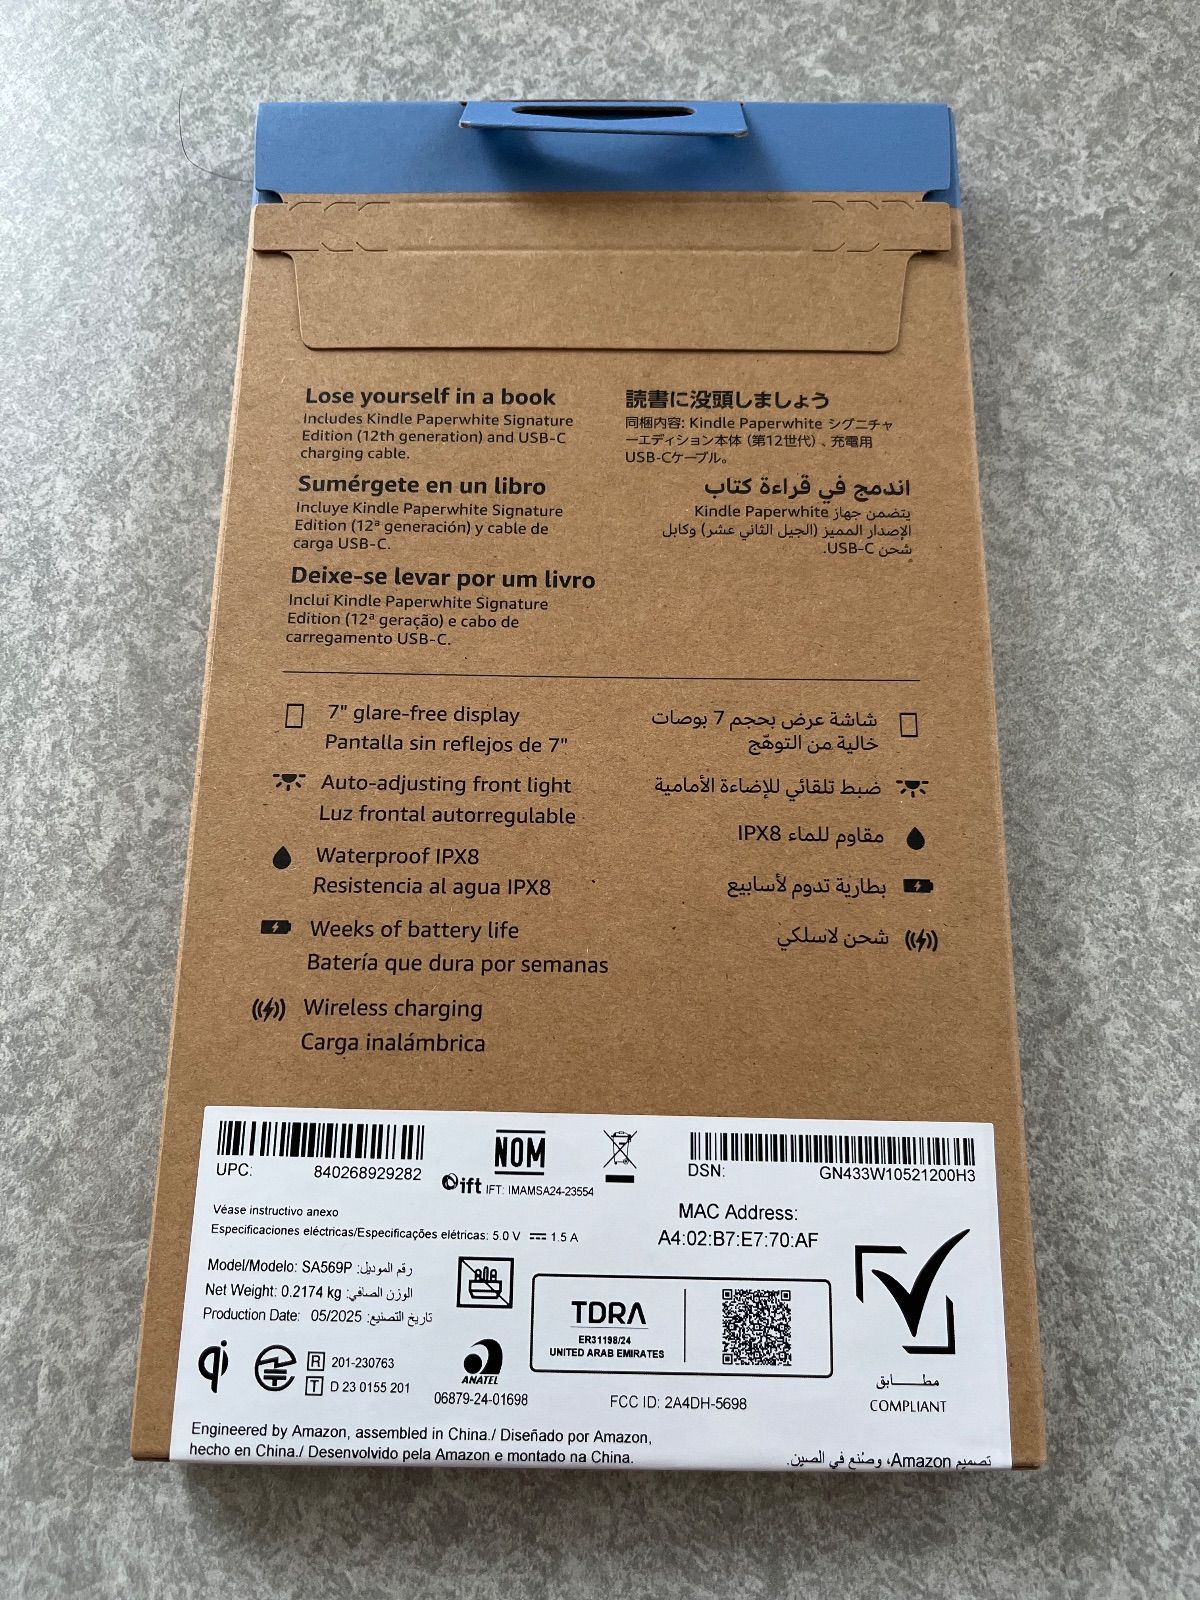 Lose yourself in a book
Includes Kindle Paperwhite Signature
Edition (12th generation) and USB-C
charging cable.
Sumérgete en un libro
Incluye Kindle Paperwhite Signature
Edition (12ª generación) y cable de
carga USB-C.
Deixe-se levar por um livro
Inclui Kindle Paperwhite Signature
Edition (12ª geração) e cabo de
carregamento USB-C.
読書に没頭しましょう
同梱内容: Kindle Paperwhite シグニチャ
ーエディション本体（第12世代）、充電用
USB-Cケーブル。
اندمج في قراءة كتاب
يتضمن جهاز Kindle Paperwhite
الإصدار المميز (الجيل الثاني عشر) وكابل
شحن USB-C.
7" glare-free display
Pantalla sin reflejos de 7"
Auto-adjusting front light
Luz frontal autorregulable
Waterproof IPX8
Resistencia al agua IPX8
Weeks of battery life
Batería que dura por semanas
Wireless charging
Carga inalámbrica
شاشة عرض بحجم 7 بوصات
خالية من التوهّج
ضبط تلقائي للإضاءة الأمامية
مقاوم للماء IPX8
بطارية تدوم لأسابيع
شحن لاسلكي
UPC: 840268929282
NOM
ift IFT: IMAMSA24-23554
DSN: GN433W10521200H3
Véase instructivo anexo
Especificaciones eléctricas/Especificações elétricas: 5.0 V ⎓ 1.5 A
MAC Address:
A4:02:B7:E7:70:AF
Model/Modelo: SA569P رقم الموديل:
Net Weight: 0.2174 kg الوزن الصافي:
Production Date: 05/2025 تاريخ التصنيع:
qi
R 201-230763
T D 23 0155 201
ANATEL
06879-24-01698
TDRA
ER31198/24
UNITED ARAB EMIRATES
FCC ID: 2A4DH-5698
مطابق
COMPLIANT
Engineered by Amazon, assembled in China./ Diseñado por Amazon,
hecho en China./ Desenvolvido pela Amazon e montado na China.
تصميم Amazon، وصُنع في الصين.